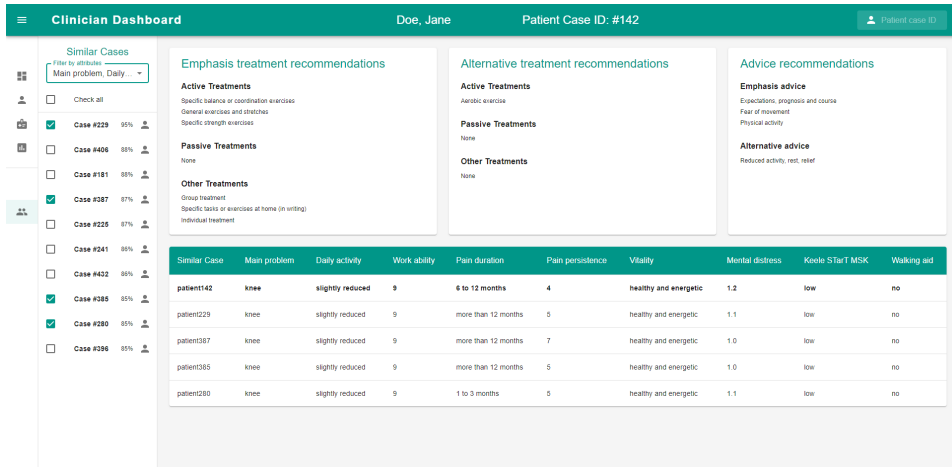 Clinician Dashboard Doe, Jane Patient Case ID: #142 Patient case ID
Similar Cases
Filter by attributes
Main problem, Daily...
Check all
Case #229 95%
Case #406 88%
Case #181 88%
Case #387 87%
Case #225 87%
Case #241 86%
Case #432 86%
Case #385 85%
Case #280 85%
Case #396 85%
Emphasis treatment recommendations
Active Treatments
Specific balance or coordination exercises
General exercises and stretches
Specific strength exercises
Passive Treatments
None
Other Treatments
Group treatment
Specific tasks or exercises at home (in writing)
Individual treatment
Alternative treatment recommendations
Active Treatments
Aerobic exercise
Passive Treatments
None
Other Treatments
None
Advice recommendations
Emphasis advice
Expectations, prognosis and course
Fear of movement
Physical activity
Alternative advice
Reduced activity, rest, relief
Similar Case Main problem Daily activity Work ability Pain duration Pain persistence Vitality Mental distress Keele STarT MSK Walking aid
patient142 knee slightly reduced 9 6 to 12 months 4 healthy and energetic 1.2 low no
patient229 knee slightly reduced 9 more than 12 months 5 healthy and energetic 1.1 low no
patient387 knee slightly reduced 9 more than 12 months 7 healthy and energetic 1.0 low no
patient385 knee slightly reduced 9 more than 12 months 5 healthy and energetic 1.0 low no
patient280 knee slightly reduced 9 1 to 3 months 5 healthy and energetic 1.1 low no